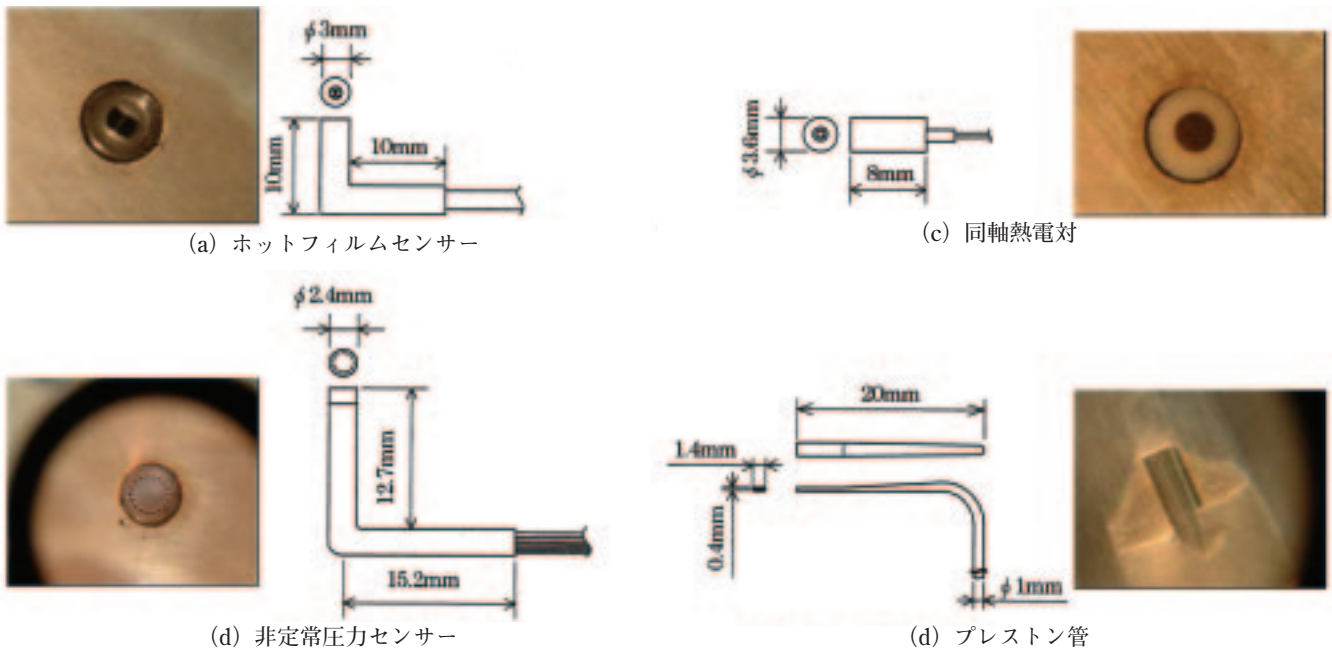 φ3mm
10mm
10mm
(a) ホットフィルムセンサー
φ3.6mm
8mm
(c) 同軸熱電対
φ2.4mm
12.7mm
15.2mm
(d) 非定常圧力センサー
20mm
1.4mm
0.4mm
φ1mm
(d) プレストン管